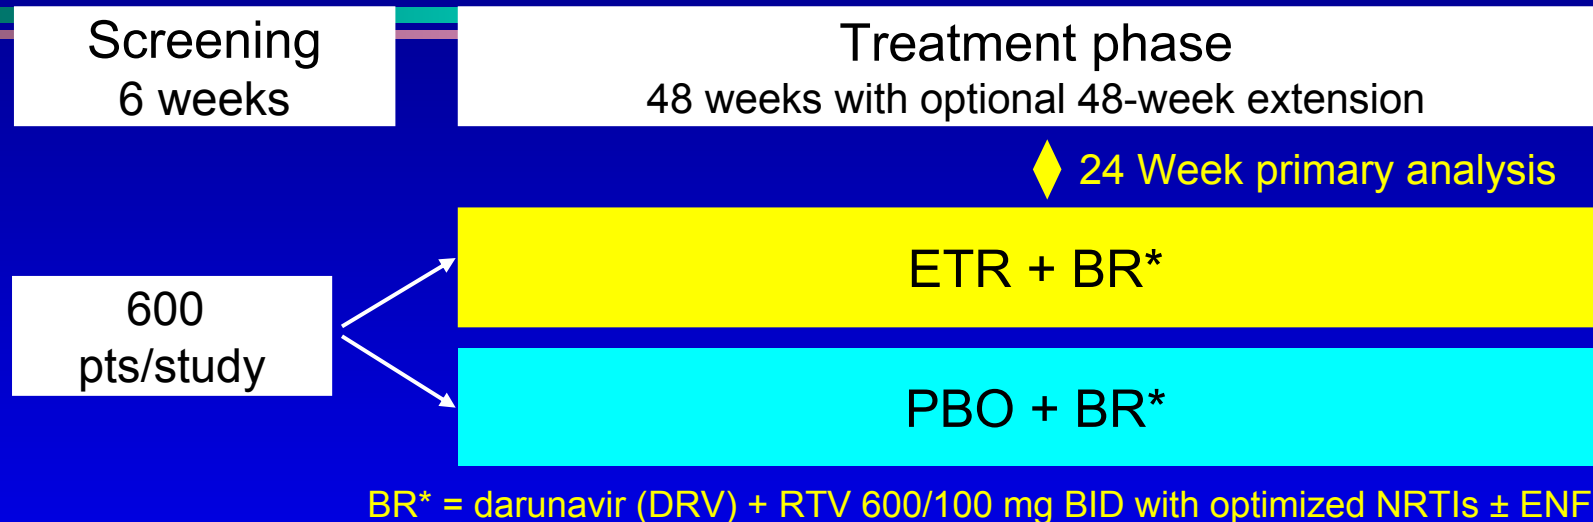 Screening
6 weeks
Treatment phase
48 weeks with optional 48-week extension
24 Week primary analysis
600
pts/study
ETR + BR*
PBO + BR*
BR* = darunavir (DRV) + RTV 600/100 mg BID with optimized NRTIs ± ENF